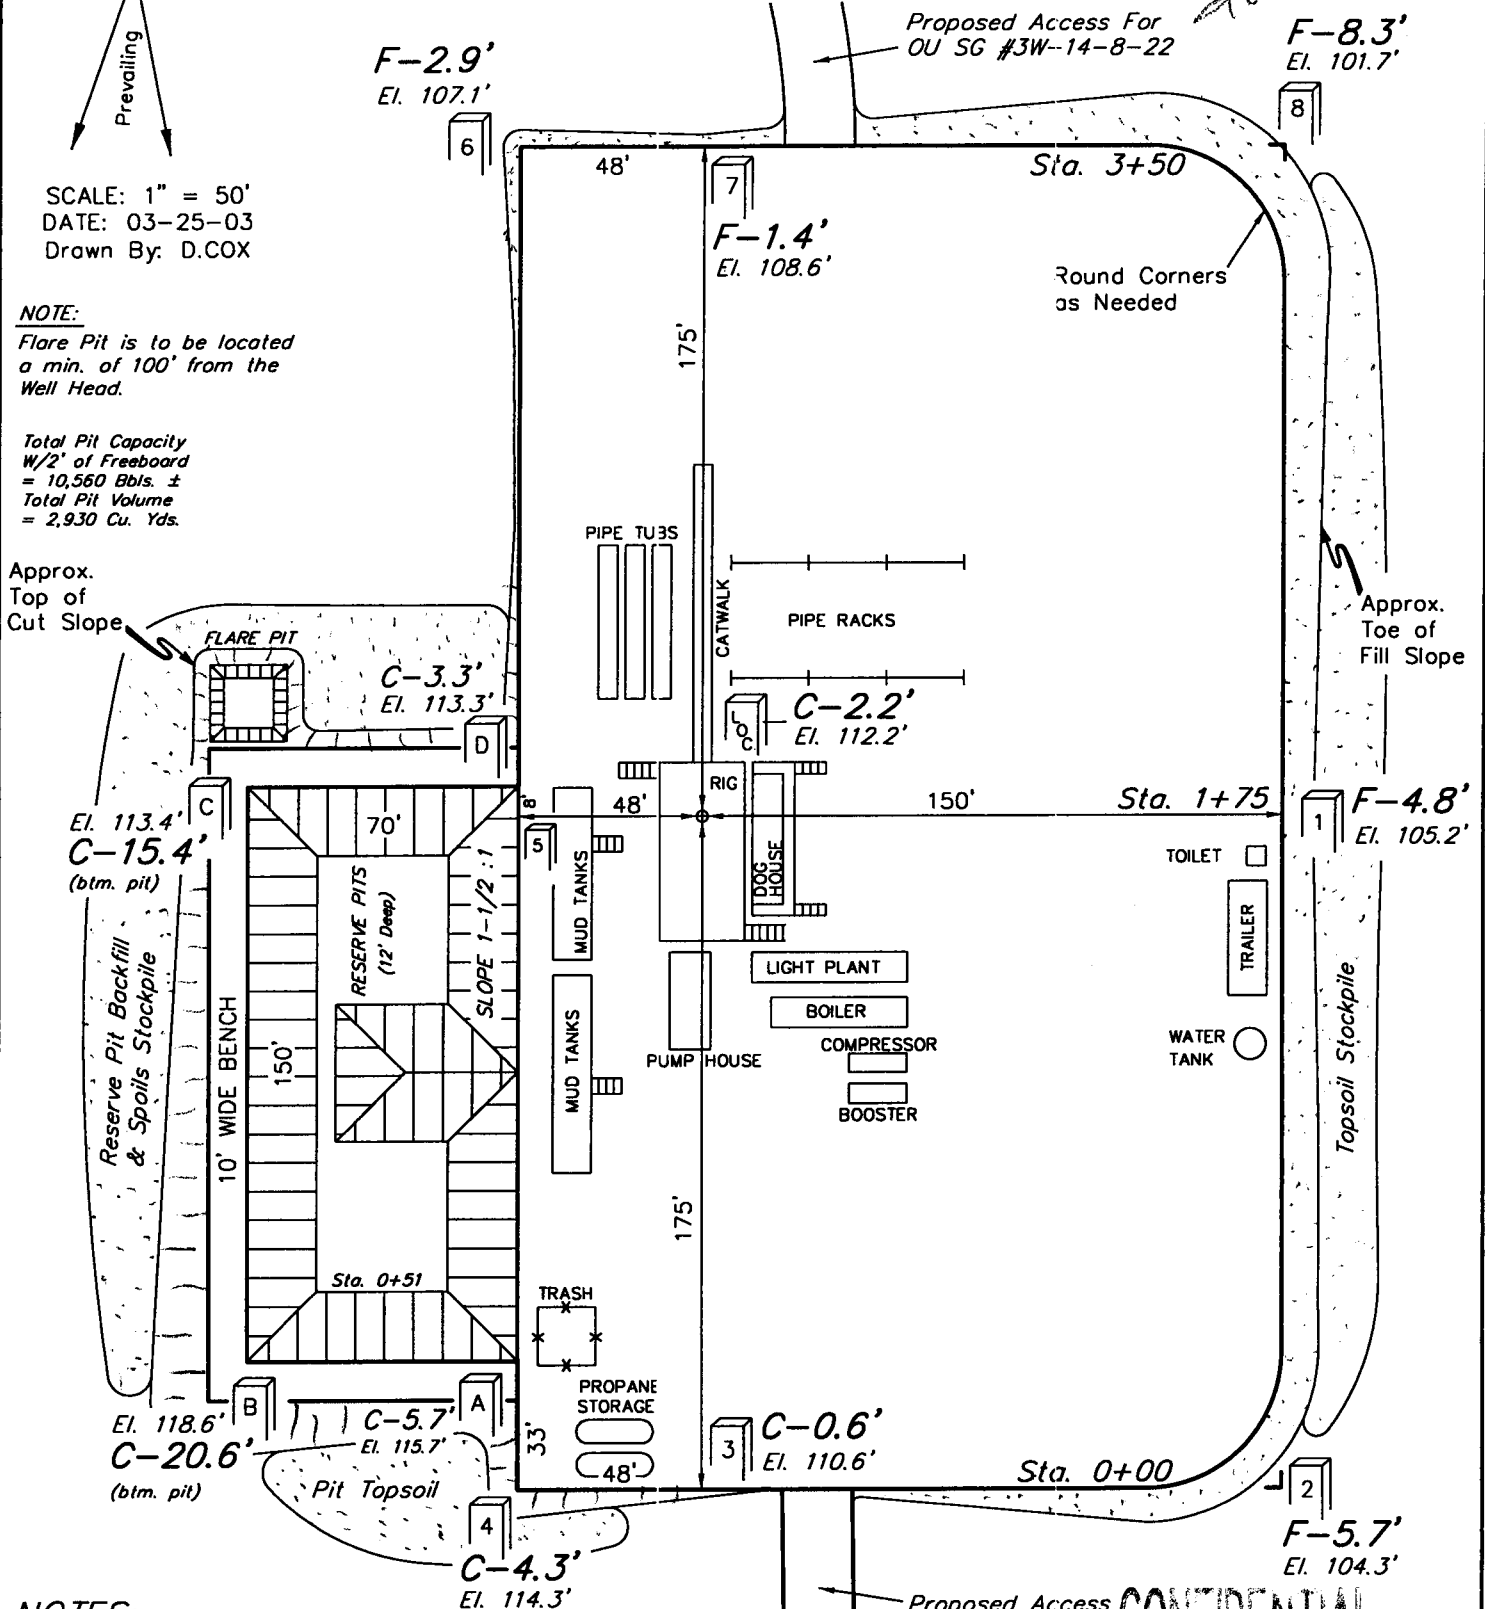 Proposed Access For
OU SG #3W-14-8-22
F-8.3'
El. 101.7'
Prevailing
F-2.9'
El. 107.1'
8
6
48'
7
Sta. 3+50
SCALE: 1" = 50'
DATE: 03-25-03
Drawn By: D.COX
F-1.4'
El. 108.6'
Round Corners
as Needed
NOTE:
Flare Pit is to be located
a min. of 100' from the
Well Head.
175'
Total Pit Capacity
W/2' of Freeboard
= 10,560 Bbls. ±
Total Pit Volume
= 2,930 Cu. Yds.
PIPE TUBS
CATWALK
PIPE RACKS
Approx.
Top of
Cut Slope
Approx.
Toe of
Fill Slope
FLARE PIT
C-3.3'
El. 113.3'
D
LOC.
C-2.2'
El. 112.2'
RIG
C
El. 113.4'
C-15.4'
(btm. pit)
70'
8'
48'
150'
Sta. 1+75
1
F-4.8'
El. 105.2'
5
MUD TANKS
DOG
HOUSE
TOILET
TRAILER
RESERVE PITS
(12' Deep)
SLOPE 1-1/2 : 1
LIGHT PLANT
BOILER
PUMP HOUSE
COMPRESSOR
BOOSTER
WATER
TANK
MUD TANKS
Reserve Pit Backfill
& Spoils Stockpile
10' WIDE BENCH
150'
Topsoil Stockpile
175'
Sta. 0+51
TRASH
PROPANE
STORAGE
48'
33'
B
A
El. 118.6'
C-20.6'
(btm. pit)
C-5.7'
El. 115.7'
Pit Topsoil
3
C-0.6'
El. 110.6'
Sta. 0+00
2
F-5.7'
El. 104.3'
4
C-4.3'
El. 114.3'
NOTES
Proposed Access
CONFIDENTIAL